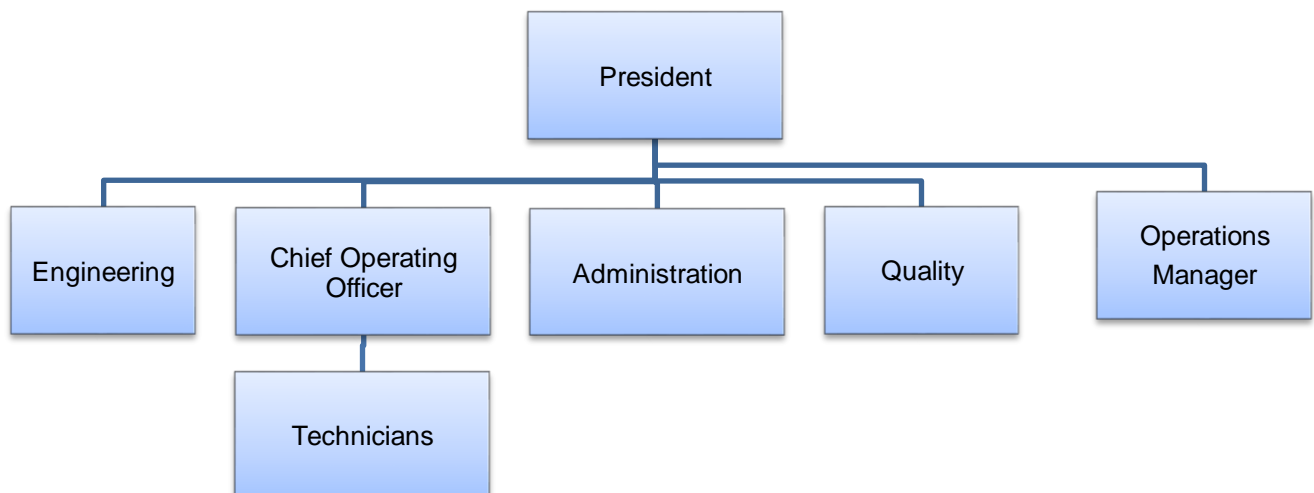 President
Engineering
Chief Operating
Officer
Administration
Quality
Operations
Manager
Technicians